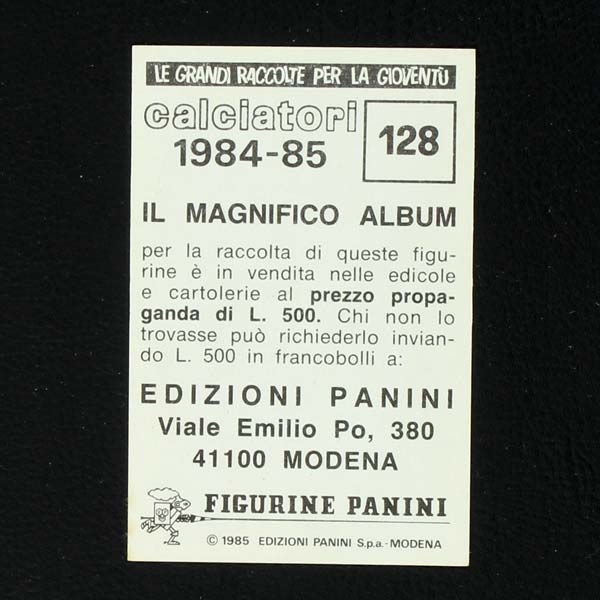 LE GRANDI RACCOLTE PER LA GIOVENTÙ
calciatori
1984-85
128
IL MAGNIFICO ALBUM
per la raccolta di queste figu-
rine è in vendita nelle edicole
e cartolerie al prezzo propa-
ganda di L. 500. Chi non lo
trovasse può richiederlo invian-
do L. 500 in francobolli a:
EDIZIONI PANINI
Viale Emilio Po, 380
41100 MODENA
FIGURINE PANINI
© 1985 EDIZIONI PANINI S.p.a. - MODENA